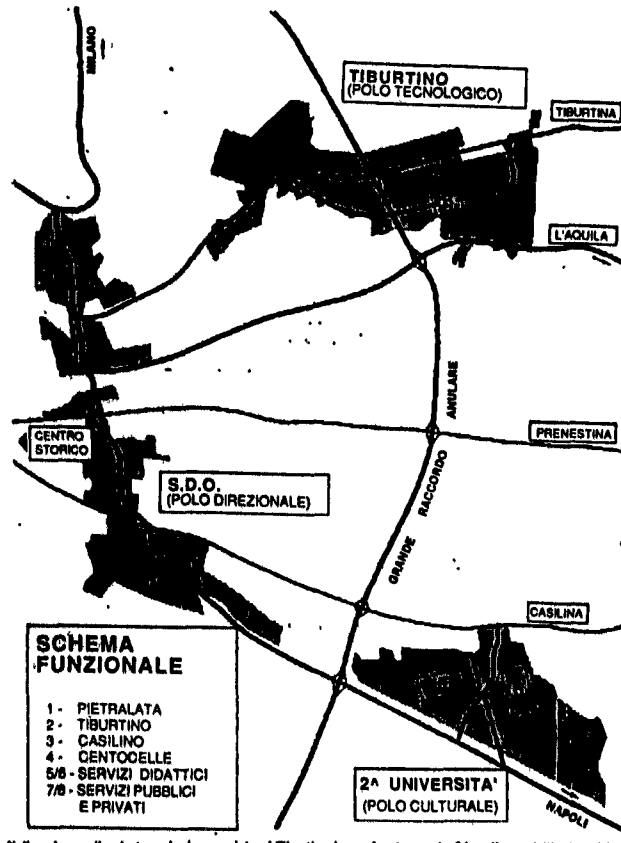 MILANO
TIBURTINO
(POLO TECNOLOGICO)
TIBURTINA
L'AQUILA
ANULARE
PRENESTINA
CENTRO
STORICO
S.D.O.
(POLO DIREZIONALE)
RACCORDO
GRANDE
CASILINA
SCHEMA
FUNZIONALE
1 - PIETRALATA
2 - TIBURTINO
3 - CASILINO
4 - CENTOCELLE
5/6 - SERVIZI DIDATTICI
7/8 - SERVIZI PUBBLICI
E PRIVATI
2^ UNIVERSITA'
(POLO CULTURALE)
NAPOLI